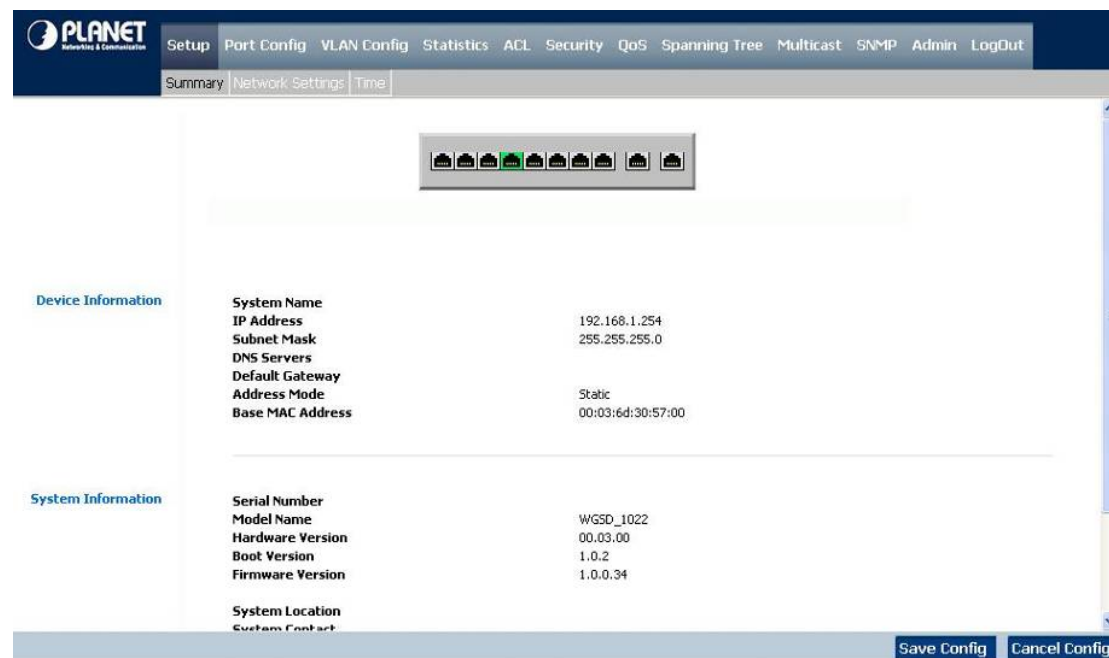 PLANET
Networking & Communication
Setup Port Config VLAN Config Statistics ACL Security QoS Spanning Tree Multicast SNMP Admin LogOut
Summary Network Settings Time
Device Information
System Name
IP Address 192.168.1.254
Subnet Mask 255.255.255.0
DNS Servers
Default Gateway
Address Mode Static
Base MAC Address 00:03:6d:30:57:00
System Information
Serial Number
Model Name WGSD_1022
Hardware Version 00.03.00
Boot Version 1.0.2
Firmware Version 1.0.0.34
System Location
System Contact
Save Config Cancel Config